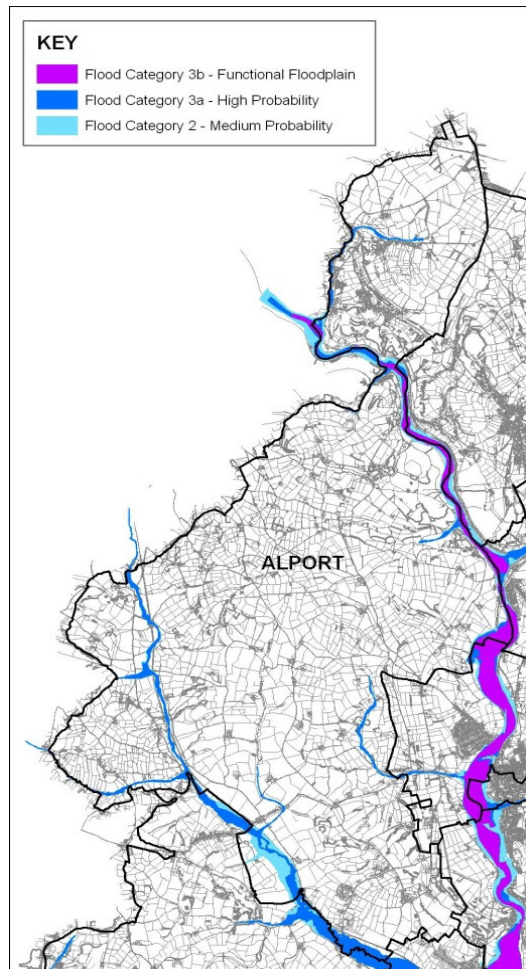 KEY
Flood Category 3b - Functional Floodplain
Flood Category 3a - High Probability
Flood Category 2 - Medium Probability
ALPORT